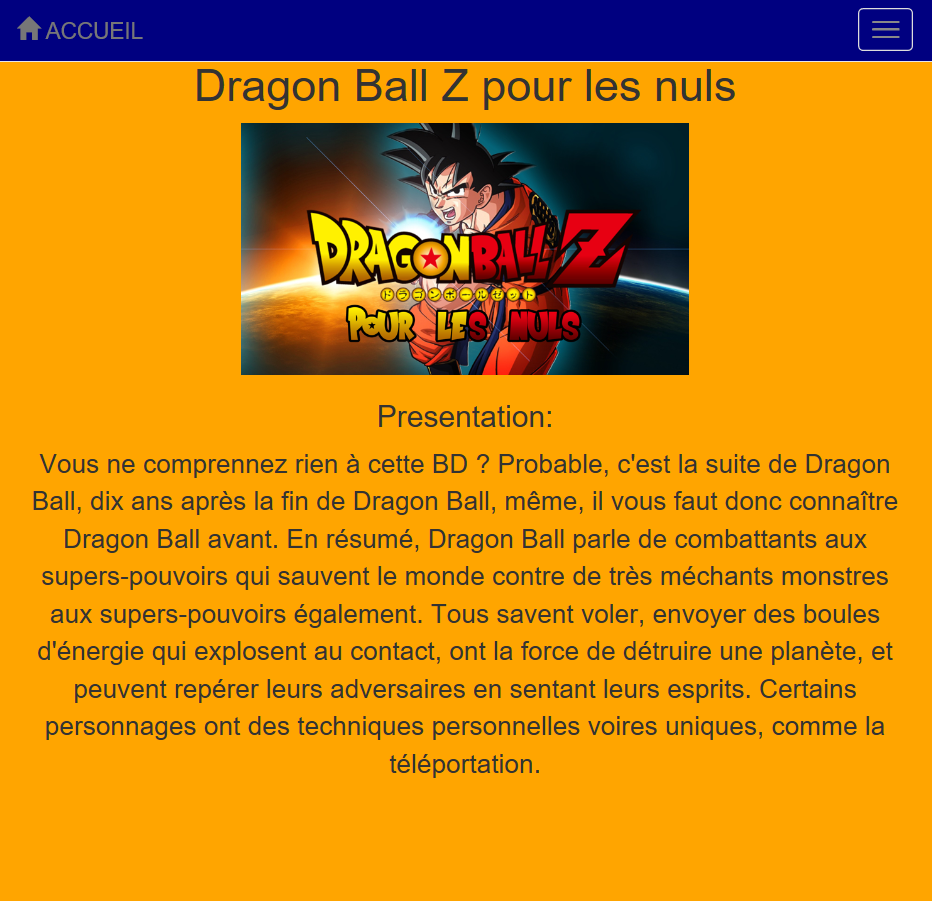 ACCUEIL
Dragon Ball Z pour les nuls
DRAGON BALL Z
ドラゴンボールゼット
POUR LES NULS
Presentation:
Vous ne comprennez rien à cette BD ? Probable, c'est la suite de Dragon
Ball, dix ans après la fin de Dragon Ball, même, il vous faut donc connaître
Dragon Ball avant. En résumé, Dragon Ball parle de combattants aux
supers-pouvoirs qui sauvent le monde contre de très méchants monstres
aux supers-pouvoirs également. Tous savent voler, envoyer des boules
d'énergie qui explosent au contact, ont la force de détruire une planète, et
peuvent repérer leurs adversaires en sentant leurs esprits. Certains
personnages ont des techniques personnelles voires uniques, comme la
téléportation.